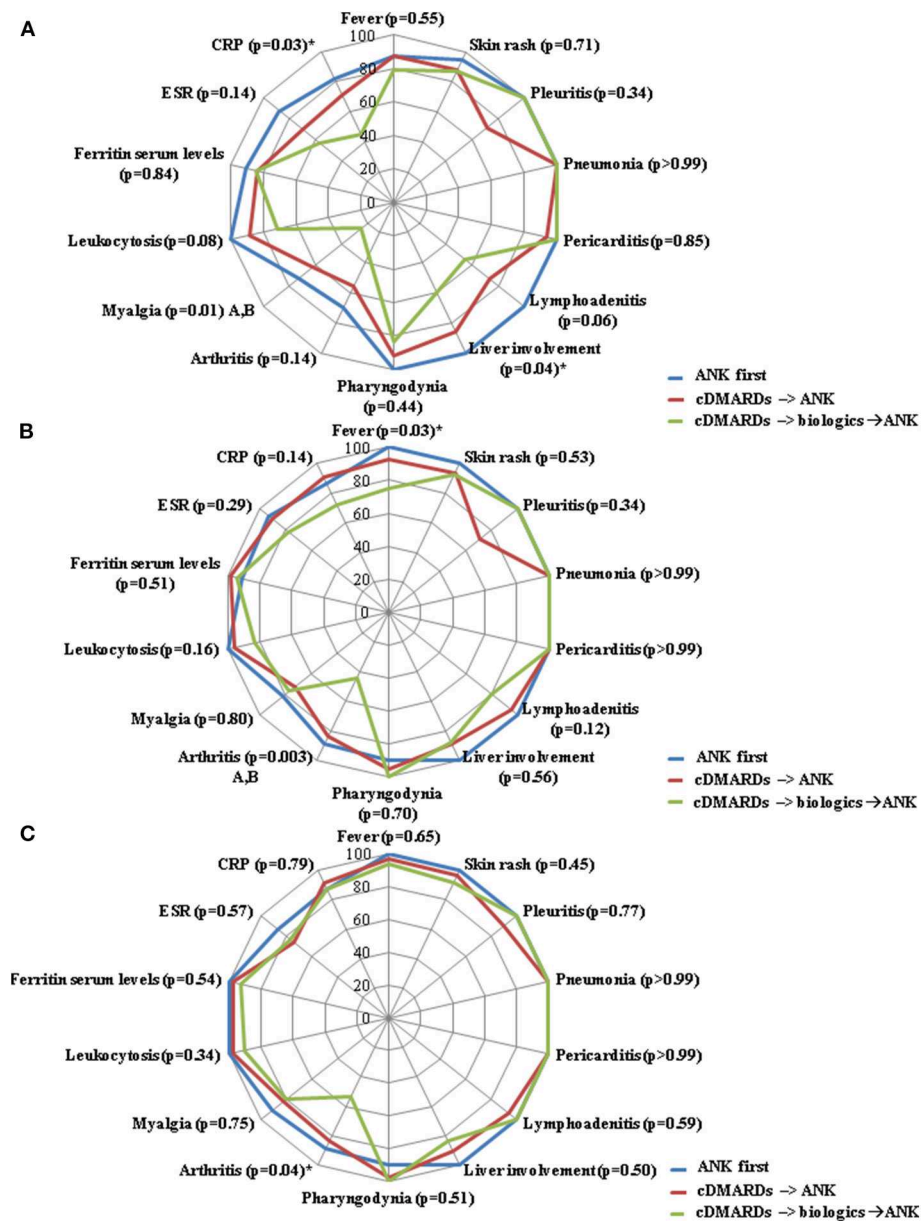 A
Fever (p=0.55)
CRP (p=0.03)*
Skin rash (p=0.71)
ESR (p=0.14)
Pleuritis (p=0.34)
Ferritin serum levels
(p=0.84)
Pneumonia (p>0.99)
Leukocytosis (p=0.08)
Pericarditis (p=0.85)
Myalgia (p=0.01) A,B
Lymphoadenitis
(p=0.06)
Arthritis (p=0.14)
Liver involvement
(p=0.04)*
Pharyngodynia
(p=0.44)
100
80
60
40
20
0
ANK first
cDMARDs –> ANK
cDMARDs –> biologics →ANK
B
Fever (p=0.03)*
CRP (p=0.14)
Skin rash (p=0.53)
ESR (p=0.29)
Pleuritis (p=0.34)
Ferritin serum levels
(p=0.51)
Pneumonia (p>0.99)
Leukocytosis (p=0.16)
Pericarditis (p>0.99)
Myalgia (p=0.80)
Lymphoadenitis
(p=0.12)
Arthritis (p=0.003)
A,B
Liver involvement
(p=0.56)
Pharyngodynia
(p=0.70)
100
80
60
40
20
0
ANK first
cDMARDs –> ANK
cDMARDs –> biologics →ANK
C
Fever (p=0.65)
CRP (p=0.79)
Skin rash (p=0.45)
ESR (p=0.57)
Pleuritis (p=0.77)
Ferritin serum levels (p=0.54)
Pneumonia (p>0.99)
Leukocytosis (p=0.34)
Pericarditis (p>0.99)
Myalgia (p=0.75)
Lymphoadenitis (p=0.59)
Arthritis (p=0.04)*
Liver involvement (p=0.50)
Pharyngodynia (p=0.51)
100
80
60
40
20
0
ANK first
cDMARDs –> ANK
cDMARDs –> biologics →ANK